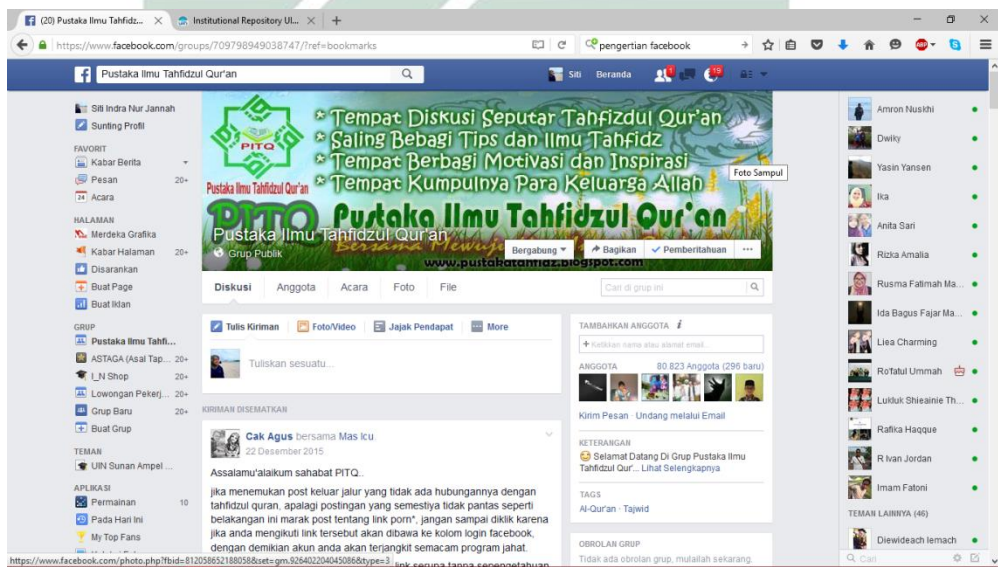 (20) Pustaka Ilmu Tahfidz...
Institutional Repository UI...
https://www.facebook.com/groups/709798949038747/?ref=bookmarks
pengertian facebook
Pustaka Ilmu Tahfidzul Qur'an
Siti
Beranda
1
19
Siti Indra Nur Jannah
Sunting Profil
FAVORIT
Kabar Berita
Pesan 20+
24 Acara
HALAMAN
Merdeka Grafika
Kabar Halaman 20+
Disarankan
Buat Page
Buat Iklan
GRUP
Pustaka Ilmu Tahfi...
ASTAGA (Asal Tap... 20+
I_N Shop 20+
Lowongan Pekerj... 20+
Grup Baru 20+
Buat Grup
TEMAN
UIN Sunan Ampel ...
APLIKASI
Permainan 10
Pada Hari Ini
My Top Fans
https://www.facebook.com/photo.php?fbid=812058652188058&set=gm.926402204045086&type=3
PITQ
Pustaka Ilmu Tahfidzul Qur'an
* Tempat Diskusi Seputar Tahfizdul Qur'an
* Saling Bebagi Tips dan Ilmu Tahfidz
* Tempat Berbagi Motivasi dan Inspirasi
* Tempat Kumpulnya Para Keluarga Allah
Foto Sampul
PITQ Pustaka Ilmu Tahfidzul Qur'an
Pustaka Ilmu Tahfidzul Qur'an
Bersama
Grup Publik
www.pustakatahfidz.blogspot.com
Bergabung
Bagikan
Pemberitahuan
Diskusi
Anggota
Acara
Foto
File
Cari di grup ini
Tulis Kiriman
Foto/Video
Jajak Pendapat
More
Tuliskan sesuatu...
KIRIMAN DISEMATKAN
Cak Agus bersama Mas Icu.
22 Desember 2015
Assalamu'alaikum sahabat PITQ..
jika menemukan post keluar jalur yang tidak ada hubungannya dengan
tahfidzul quran, apalagi postingan yang semestiya tidak pantas seperti
belakangan ini marak post tentang link porn*, jangan sampai diklik karena
jika anda mengikuti link tersebut akan dibawa ke kolom login facebook,
dengan demikian akun anda akan terjangkit semacam program jahat.
link serupa tanpa sepengetahuan
TAMBAHKAN ANGGOTA
+ Ketikkan nama atau alamat email...
ANGGOTA
80.823 Anggota (296 baru)
Kirim Pesan · Undang melalui Email
KETERANGAN
Selamat Datang Di Grup Pustaka Ilmu
Tahfidzul Qur'... Lihat Selengkapnya
TAGS
Al-Qur'an · Tajwid
OBROLAN GRUP
Tidak ada obrolan grup, mulailah sekarang.
Amron Nuskhi
Dwiky
Yasin Yansen
Ika
Anita Sari
Rizka Amalia
Rusma Fatimah Ma...
Ida Bagus Fajar Ma...
Liea Charming
Ro'fatul Ummah
Lukluk Shieainie Th...
Rafika Haqque
R Ivan Jordan
Imam Fatoni
TEMAN LAINNYA (46)
Diewideach lemach
Cari